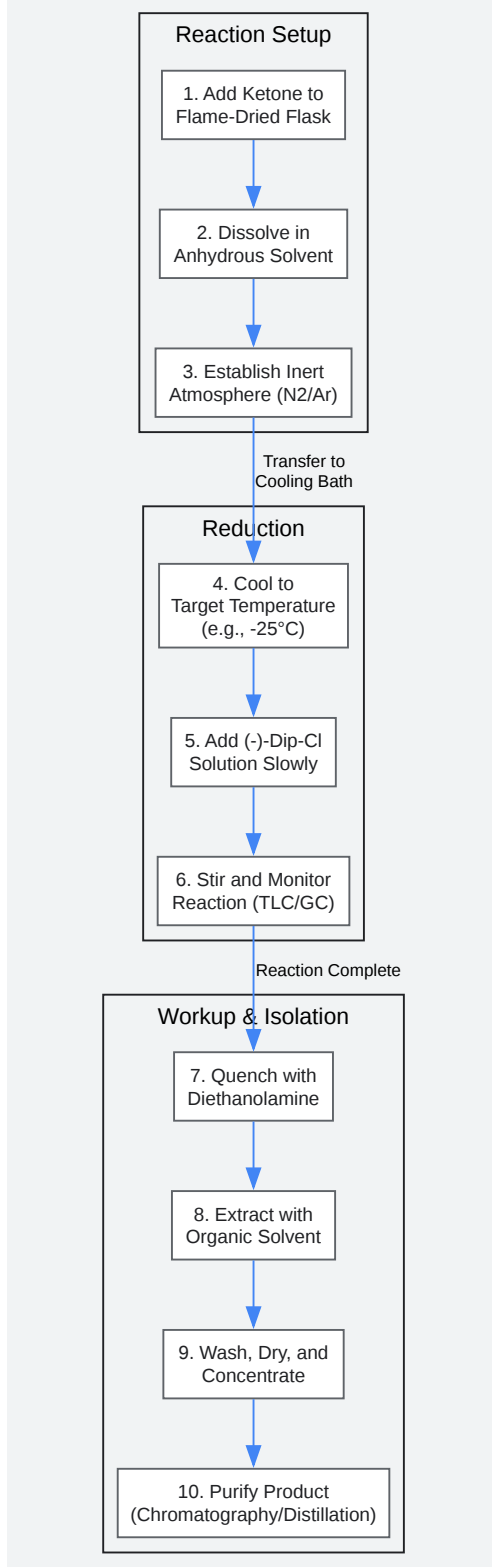 Reaction Setup
1. Add Ketone to
Flame-Dried Flask
2. Dissolve in
Anhydrous Solvent
3. Establish Inert
Atmosphere (N2/Ar)
Transfer to
Cooling Bath
Reduction
4. Cool to
Target Temperature
(e.g., -25°C)
5. Add (-)-Dip-Cl
Solution Slowly
6. Stir and Monitor
Reaction (TLC/GC)
Reaction Complete
Workup & Isolation
7. Quench with
Diethanolamine
8. Extract with
Organic Solvent
9. Wash, Dry, and
Concentrate
10. Purify Product
(Chromatography/Distillation)